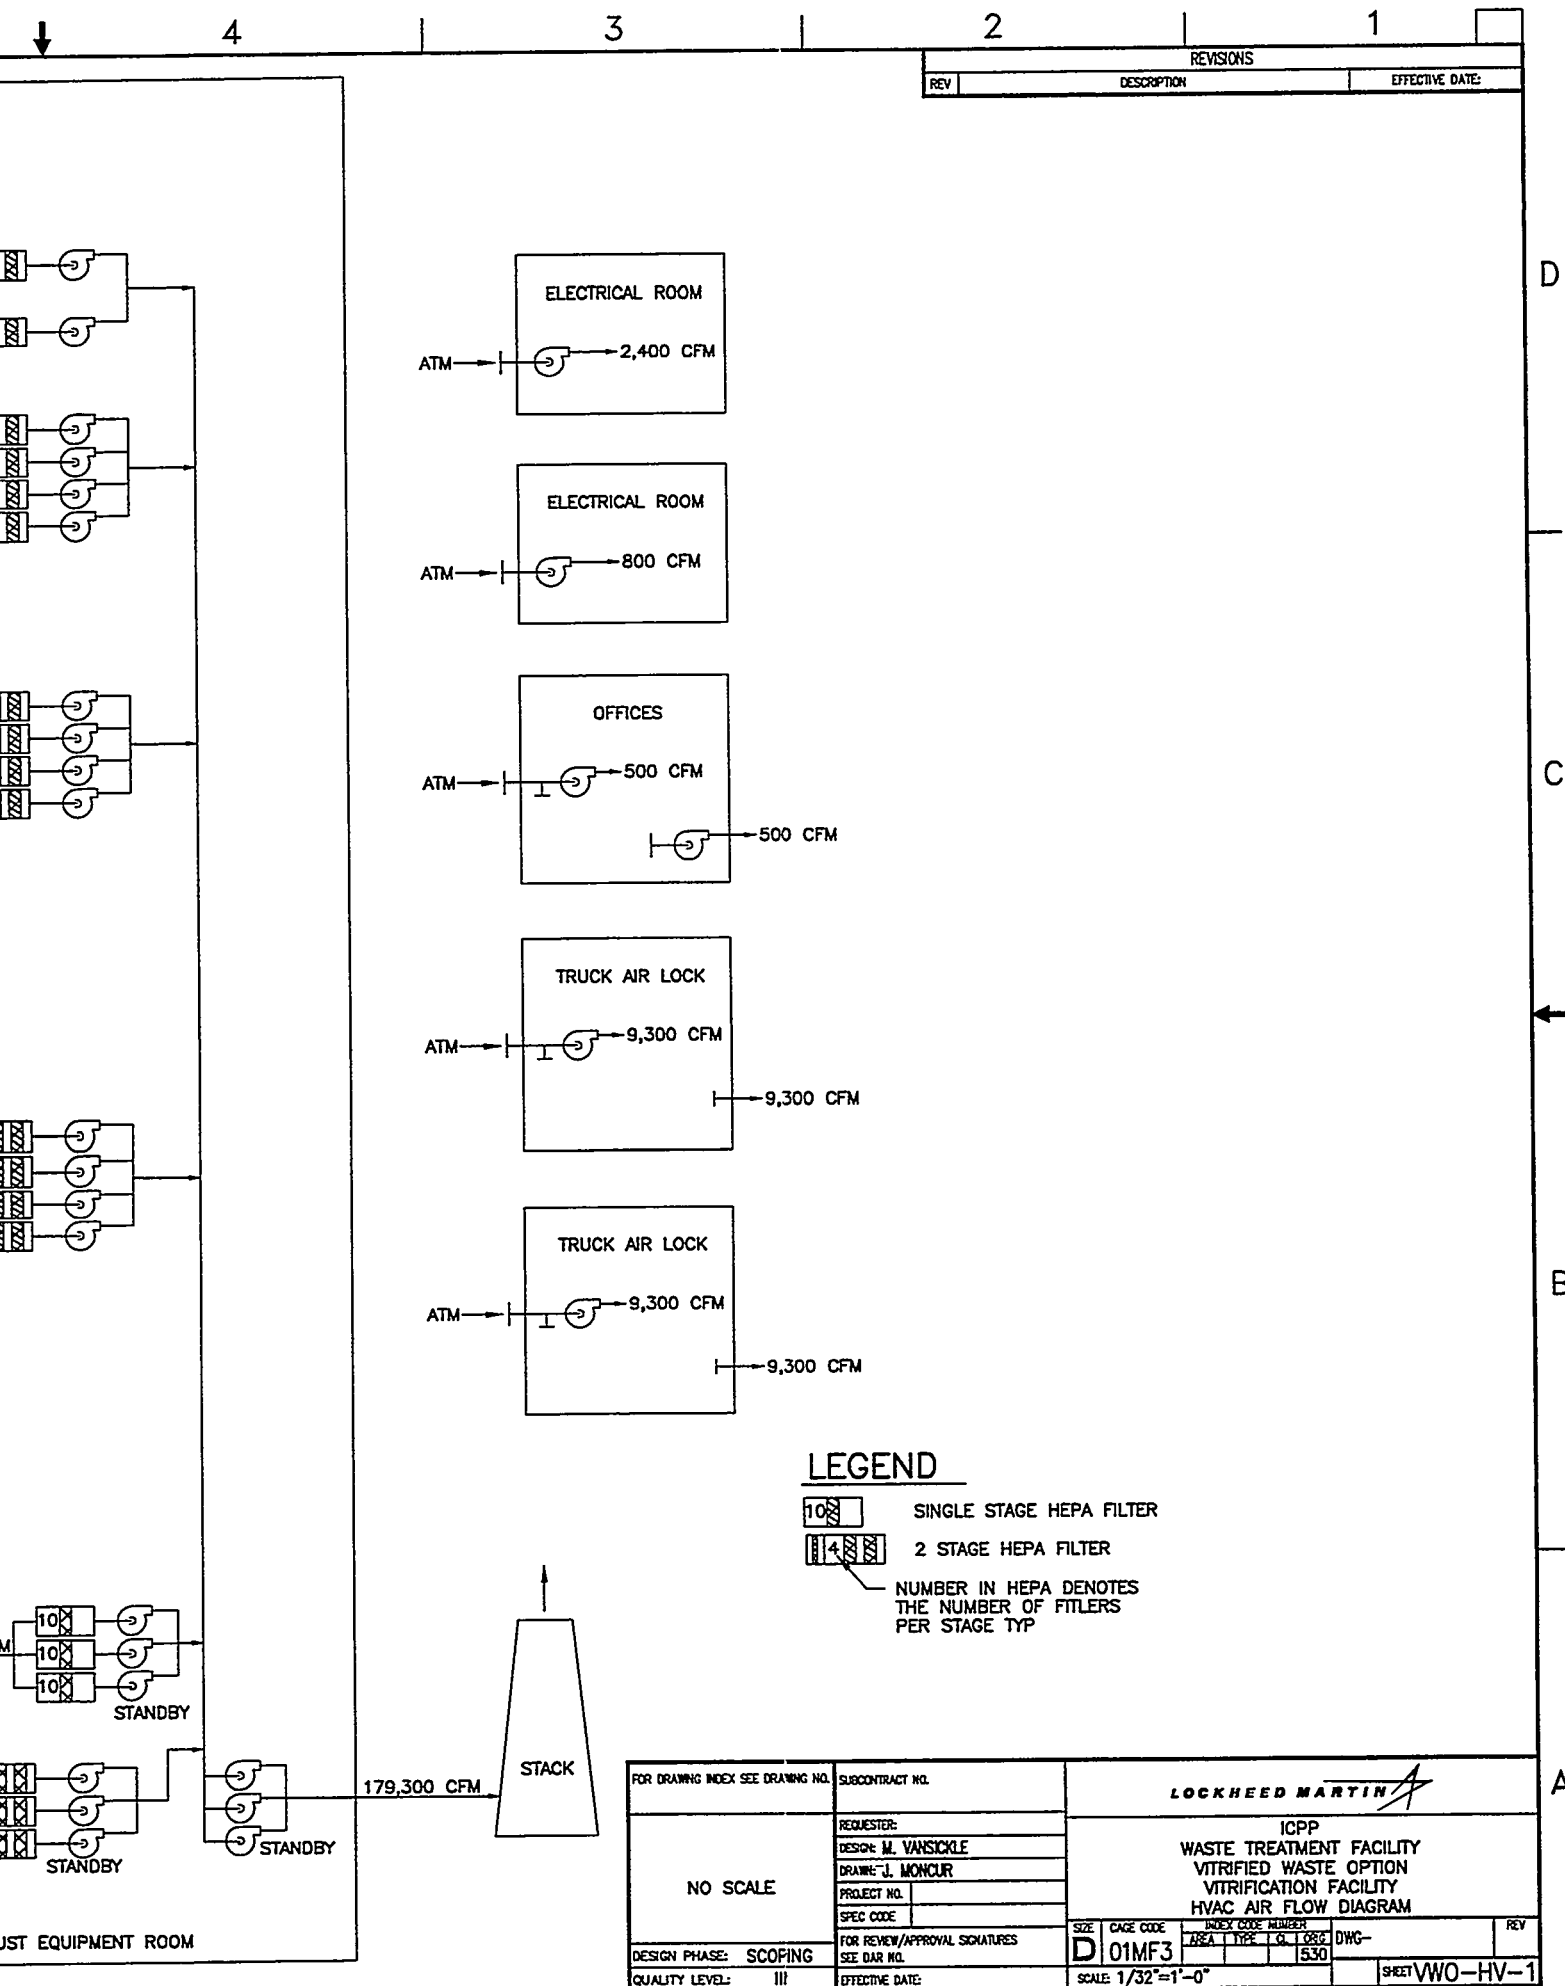 4 3 2 1
REVISIONS
REV DESCRIPTION EFFECTIVE DATE:
D
ELECTRICAL ROOM
ATM 2,400 CFM
ELECTRICAL ROOM
ATM 800 CFM
OFFICES
ATM 500 CFM
C
500 CFM
TRUCK AIR LOCK
ATM 9,300 CFM
9,300 CFM
TRUCK AIR LOCK
B
ATM 9,300 CFM
9,300 CFM
LEGEND
10 SINGLE STAGE HEPA FILTER
4 2 STAGE HEPA FILTER
NUMBER IN HEPA DENOTES
THE NUMBER OF FITLERS
PER STAGE TYP
10
M 10
10
STANDBY
STACK
179,300 CFM
STANDBY
STANDBY
UST EQUIPMENT ROOM
A
FOR DRAWING INDEX SEE DRAWING NO.
SUBCONTRACT NO.
LOCKHEED MARTIN
REQUESTER:
DESIGN: M. VANSICKLE
DRAWN: J. MONCUR
PROJECT NO.
SPEC CODE
NO SCALE
ICPP
WASTE TREATMENT FACILITY
VITRIFIED WASTE OPTION
VITRIFICATION FACILITY
HVAC AIR FLOW DIAGRAM
FOR REVIEW/APPROVAL SIGNATURES
SEE DAR NO.
DESIGN PHASE: SCOPING
QUALITY LEVEL: III
EFFECTIVE DATE:
SIZE D
CAGE CODE 01MF3
INDEX CODE NUMBER
AREA TYPE CL ORG
530
DWG-
REV
SCALE: 1/32"=1'-0"
SHEET VWO-HV-1